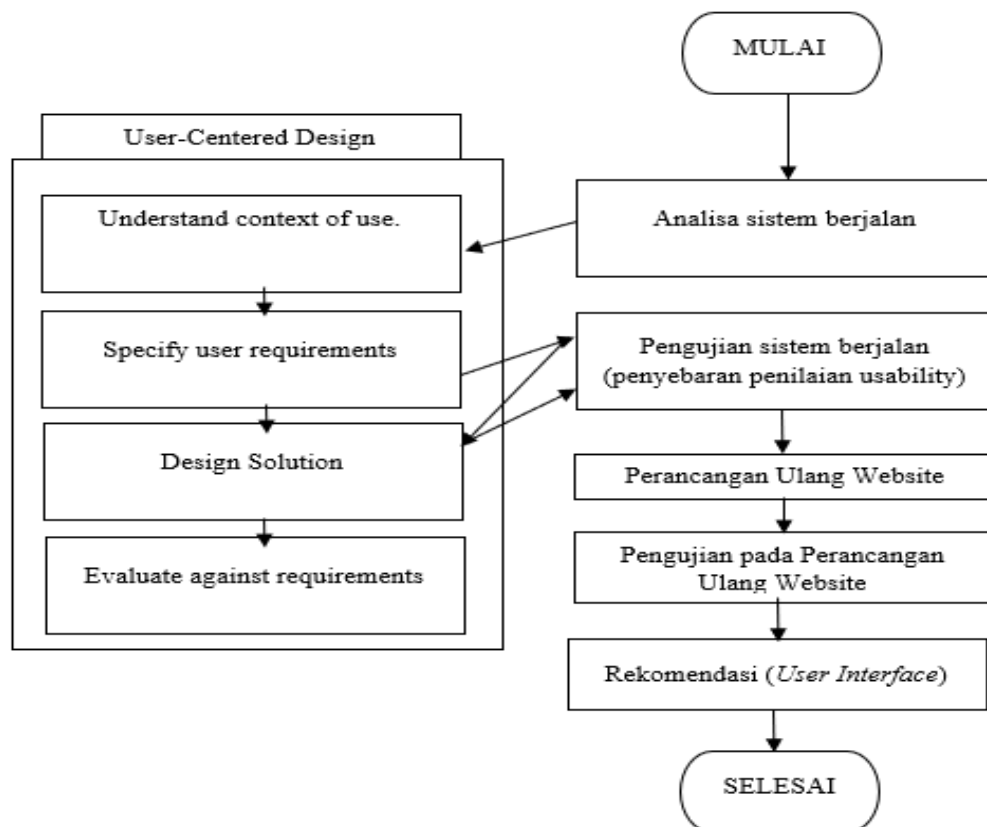 MULAI
User-Centered Design
Understand context of use.
Analisa sistem berjalan
Specify user requirements
Pengujian sistem berjalan
(penyebaran penilaian usability)
Design Solution
Perancangan Ulang Website
Evaluate against requirements
Pengujian pada Perancangan
Ulang Website
Rekomendasi (User Interface)
SELESAI